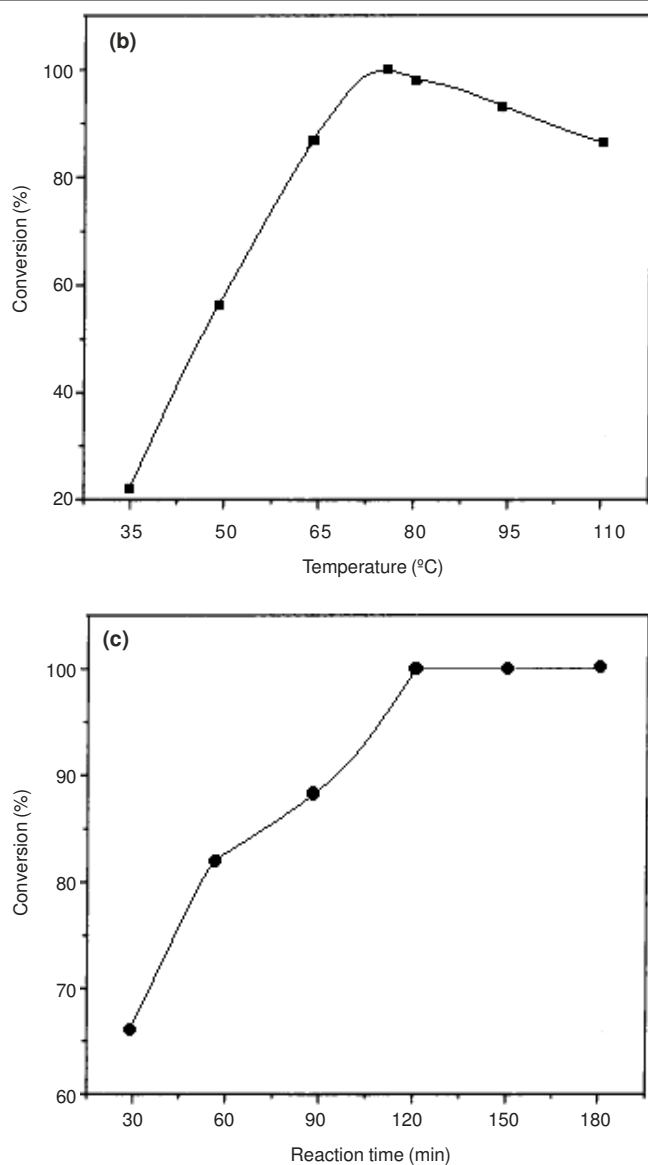 (b)
100
80
60
40
20
Conversion (%)
35 50 65 80 95 110
Temperature (ºC)
(c)
100
90
80
70
60
Conversion (%)
30 60 90 120 150 180
Reaction time (min)